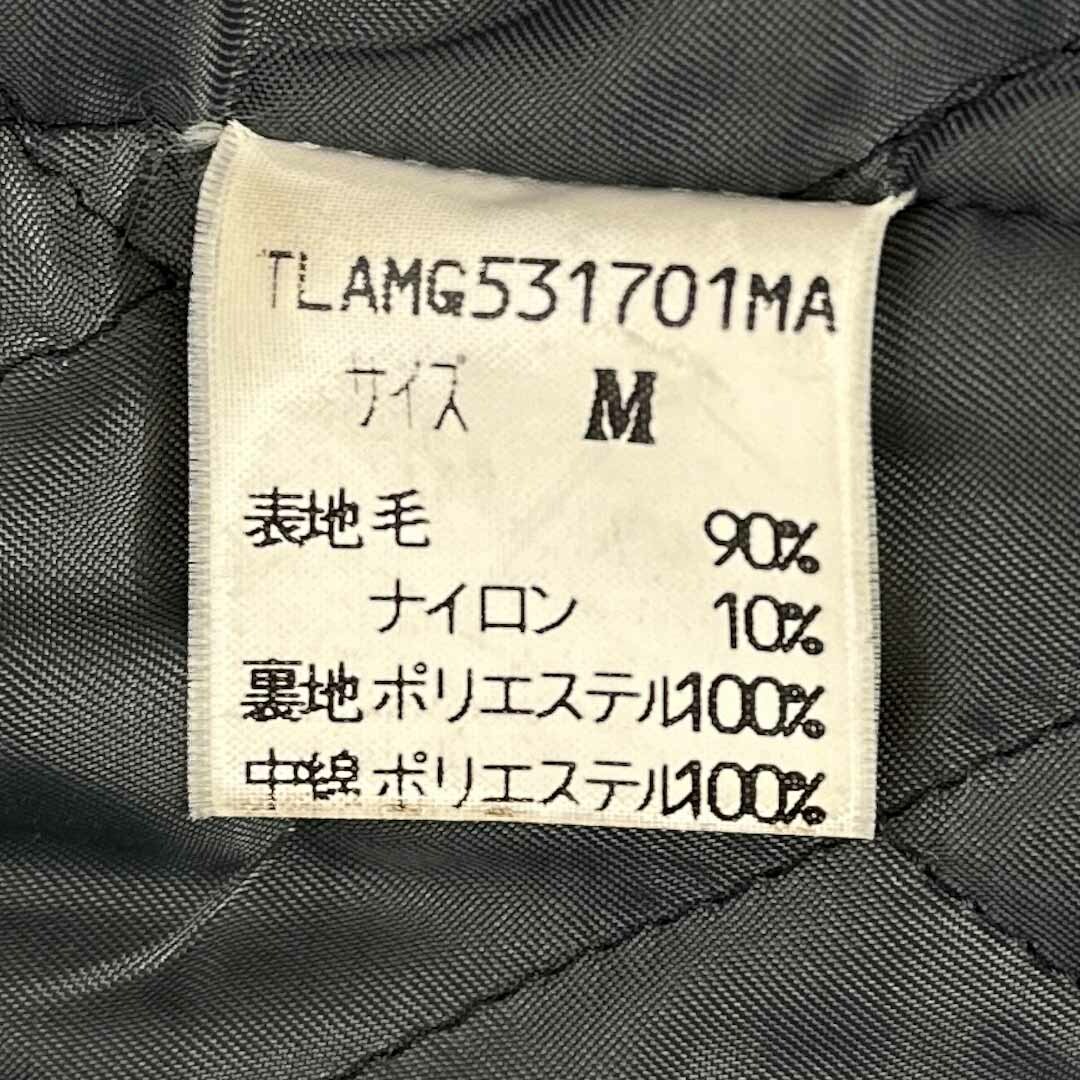 TLAMG531701MA
サイズ M
表地 毛 90%
ナイロン 10%
裏地 ポリエステル100%
中綿 ポリエステル100%